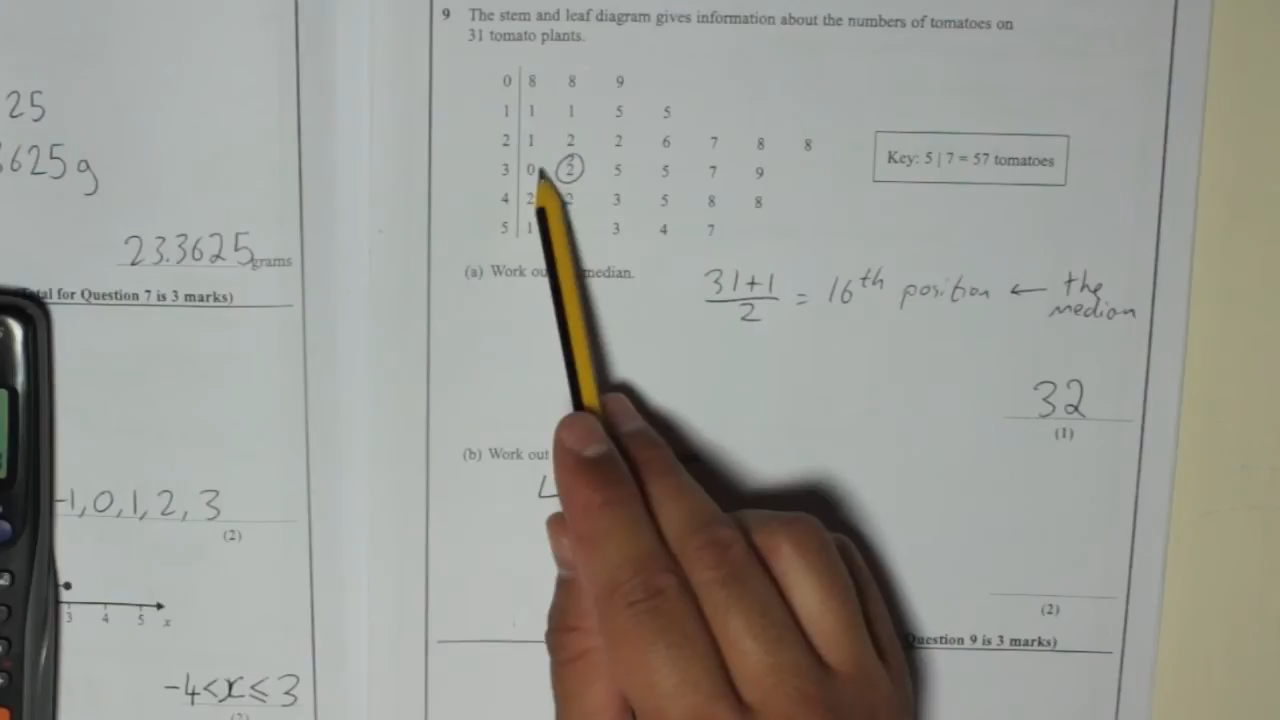 25
3625g
23.3625 grams
tal for Question 7 is 3 marks)
-1, 0, 1, 2, 3
(2)
3 4 5 x
-4<x≤3
9 The stem and leaf diagram gives information about the numbers of tomatoes on
31 tomato plants.
0 | 8 8 9
1 | 1 1 5 5
2 | 1 2 2 6 7 8 8
3 | 0 2 5 5 7 9
4 | 2 2 3 5 8 8
5 | 1 3 4 7
Key: 5 | 7 = 57 tomatoes
(a) Work median.
31+1
2
= 16th position ← the
median
32
(1)
(b) Work out
(2)
Question 9 is 3 marks)